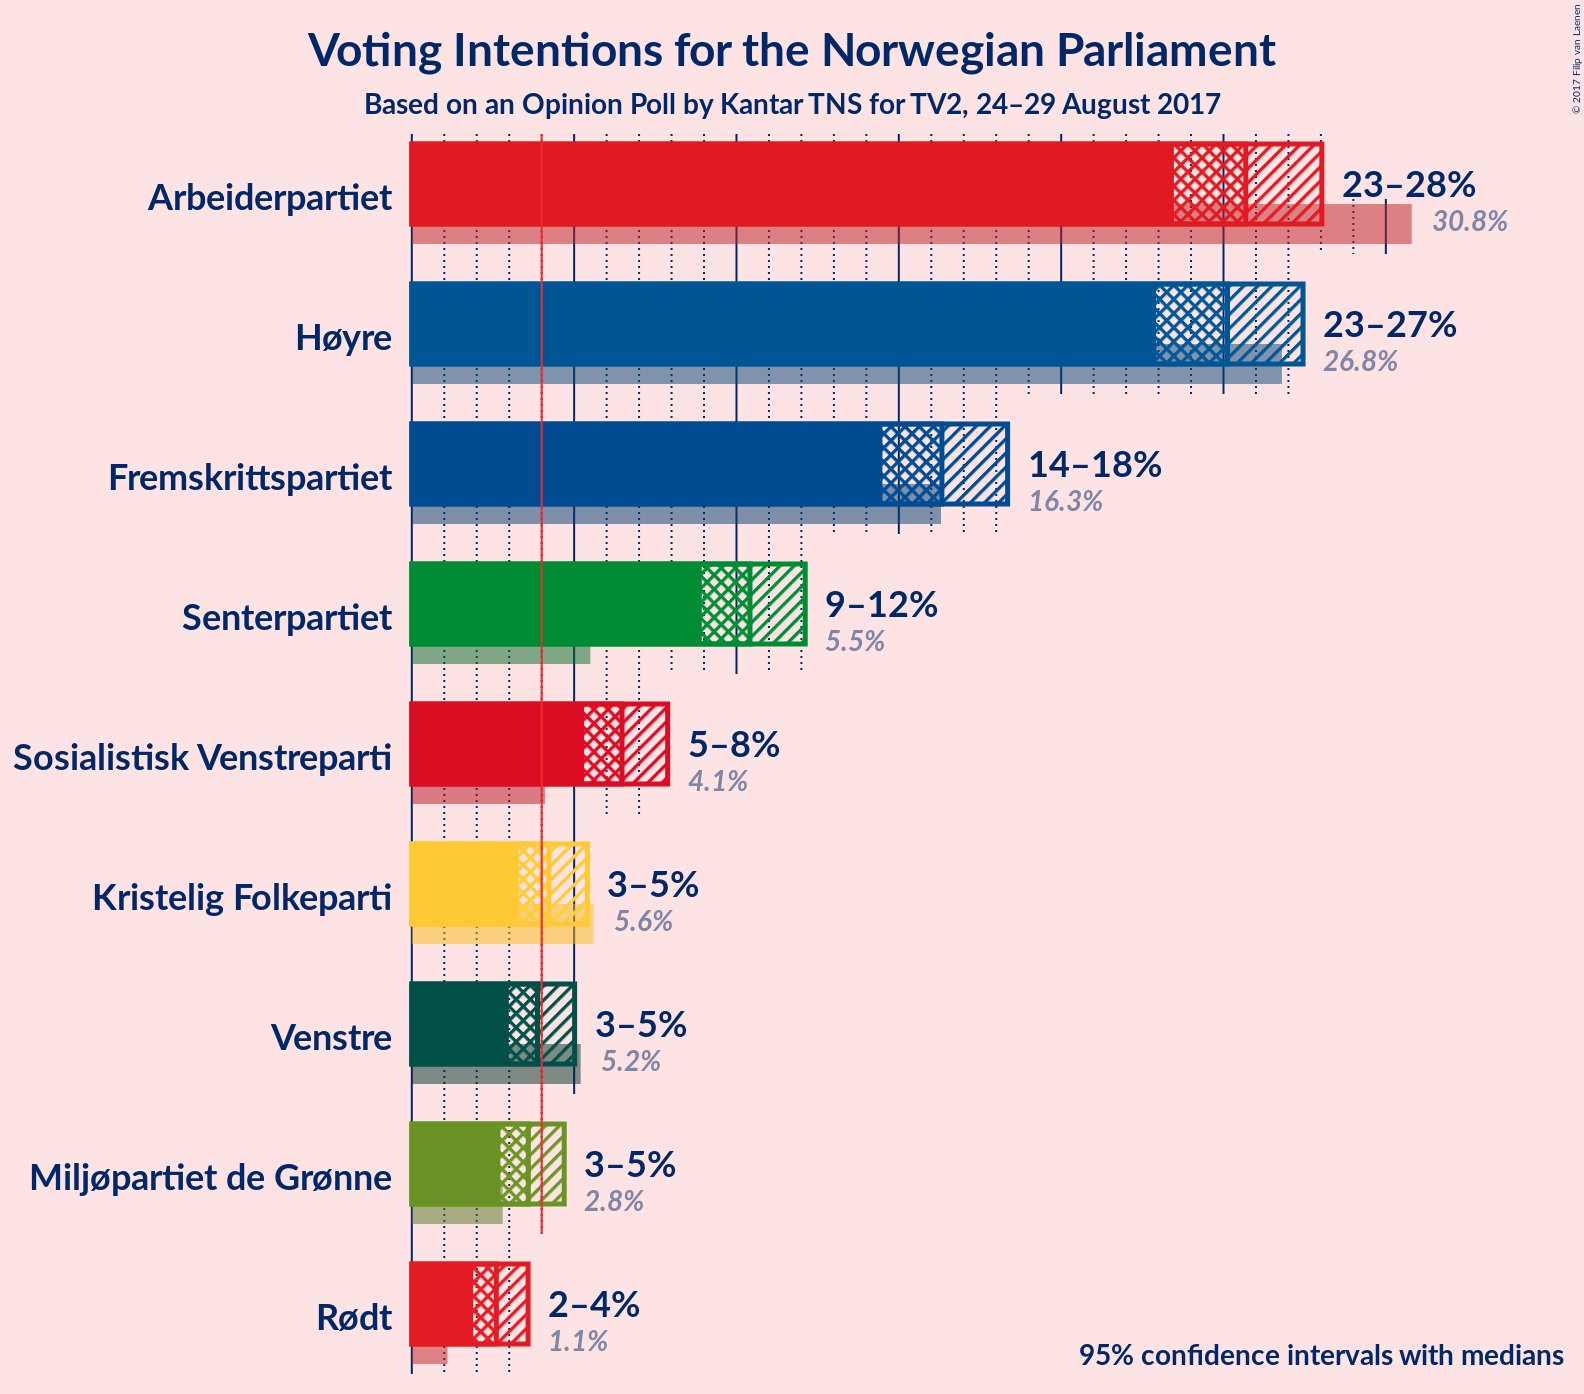 Voting Intentions for the Norwegian Parliament
Based on an Opinion Poll by Kantar TNS for TV2, 24–29 August 2017
© 2017 Filip van Laenen
Arbeiderpartiet
23–28%
30.8%
Høyre
23–27%
26.8%
Fremskrittspartiet
14–18%
16.3%
Senterpartiet
9–12%
5.5%
Sosialistisk Venstreparti
5–8%
4.1%
Kristelig Folkeparti
3–5%
5.6%
Venstre
3–5%
5.2%
Miljøpartiet de Grønne
3–5%
2.8%
Rødt
2–4%
1.1%
95% confidence intervals with medians